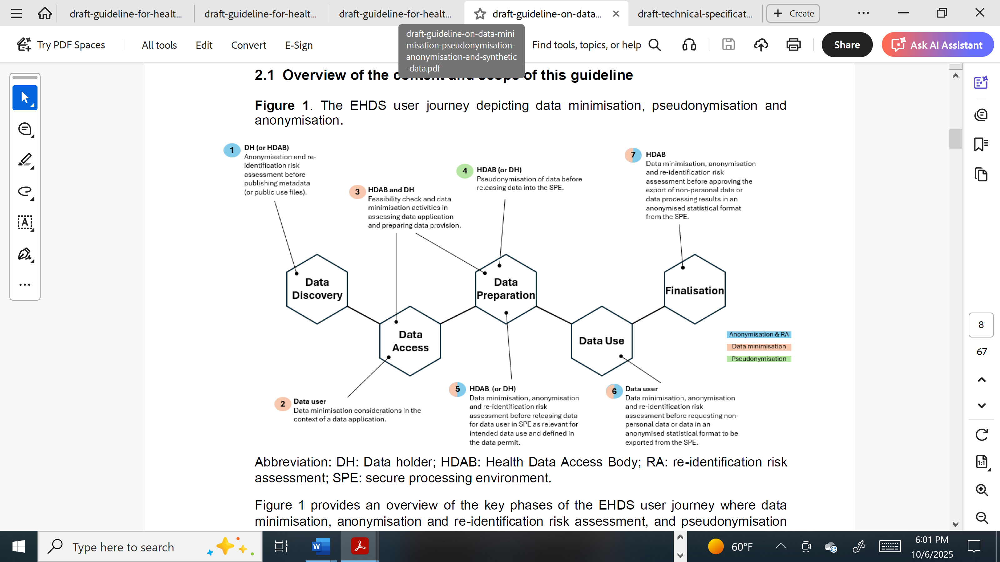 draft-guideline-for-healt...
draft-guideline-for-healt...
draft-guideline-for-healt...
draft-guideline-on-data...
draft-technical-specificat...
Create
draft-guideline-on-data-mini
misation-pseudonymisation-
anonymisation-and-synthetic
-data.pdf
Try PDF Spaces
All tools
Edit
Convert
E-Sign
Find tools, topics, or help
Share
Ask AI Assistant
2.1 Overview of the content and scope of this guideline
Figure 1. The EHDS user journey depicting data minimisation, pseudonymisation and
anonymisation.
1
DH (or HDAB)
Anonymisation and re-
identification risk
assessment before
publishing metadata
(or public use files).
3
HDAB and DH
Feasibility check and data
minimisation activities in
assessing data application
and preparing data provision.
4
HDAB (or DH)
Pseudonymisation of data before
releasing data into the SPE.
7
HDAB
Data minimisation, anonymisation
and re-identification risk
assessment before approving the
export of non-personal data or
data processing results in an
anonymised statistical format
from the SPE.
Data
Discovery
Data
Access
Data
Preparation
Data Use
Finalisation
Anonymisation & RA
Data minimisation
Pseudonymisation
2
Data user
Data minimisation considerations in the
context of a data application.
5
HDAB (or DH)
Data minimisation, anonymisation
and re-identification risk
assessment before releasing data
for data user in SPE as relevant for
intended data use and defined in
the data permit.
6
Data user
Data minimisation, anonymisation
and re-identification risk
assessment before requesting non-
personal data or data in an
anonymised statistical format to be
exported from the SPE.
Abbreviation: DH: Data holder; HDAB: Health Data Access Body; RA: re-identification risk
assessment; SPE: secure processing environment.
Figure 1 provides an overview of the key phases of the EHDS user journey where data
minimisation, anonymisation and re-identification risk assessment, and pseudonymisation
8
67
1:1
Type here to search
60°F
6:01 PM
10/6/2025